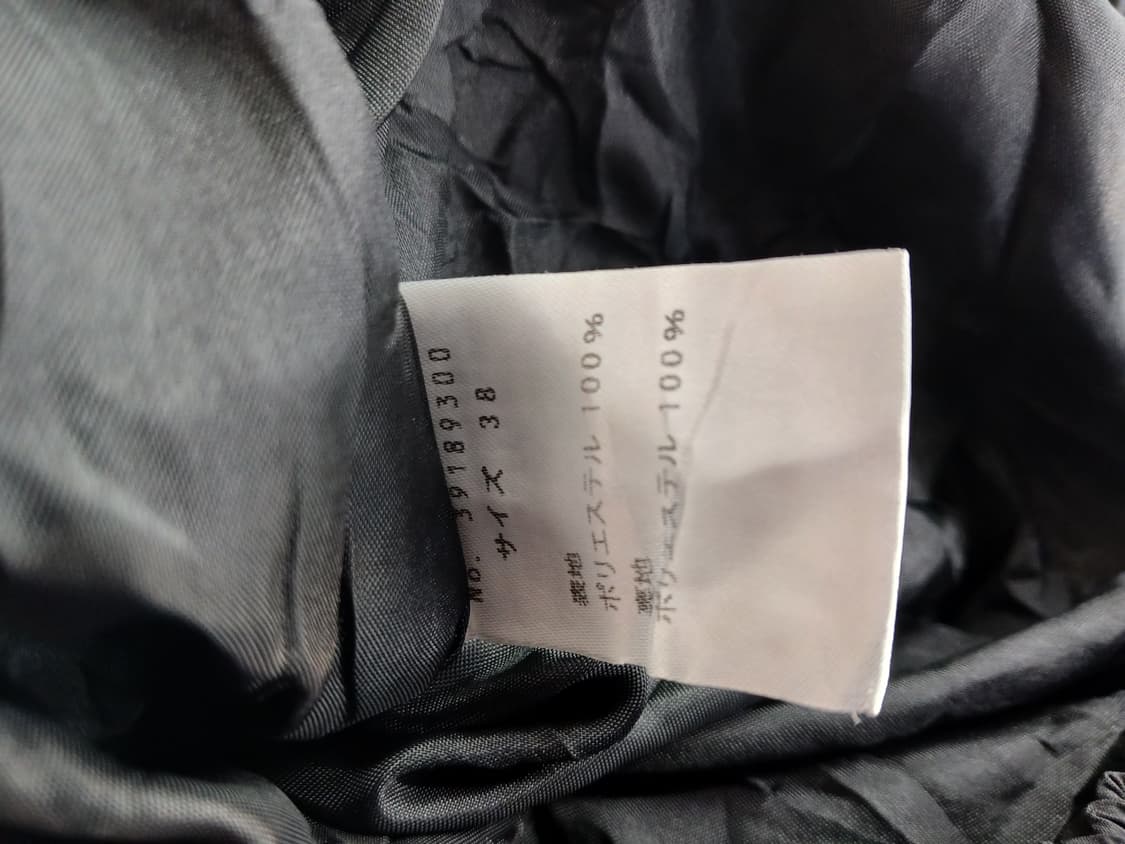 No. 39789300
サイズ 38
表地
ポリエステル 100%
裏地
ポリエステル 100%